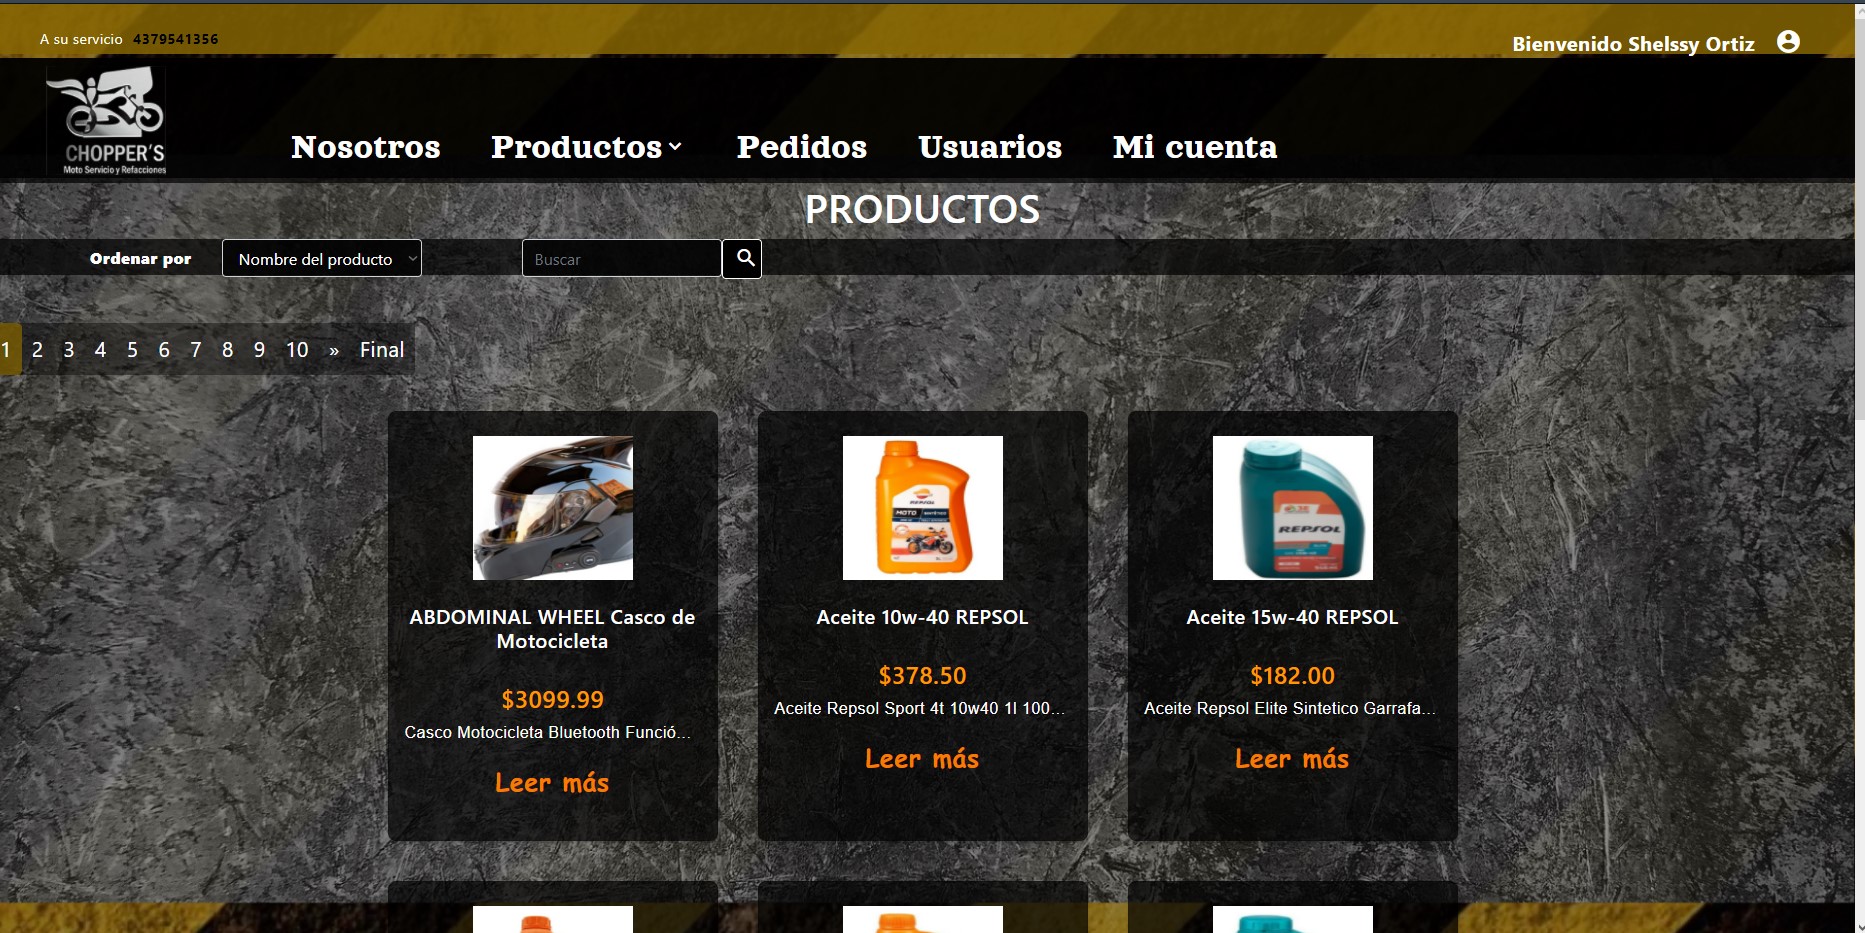 A su servicio 4379541356
Bienvenido Shelssy Ortiz
CHOPPER'S
Moto Servicio y Refacciones
Nosotros Productos Pedidos Usuarios Mi cuenta
PRODUCTOS
Ordenar por Nombre del producto Buscar
1 2 3 4 5 6 7 8 9 10 » Final
REPSOL
MOTO
REPSOL
ABDOMINAL WHEEL Casco de
Motocicleta
$3099.99
Casco Motocicleta Bluetooth Funció...
Leer más
Aceite 10w-40 REPSOL
$378.50
Aceite Repsol Sport 4t 10w40 1l 100...
Leer más
Aceite 15w-40 REPSOL
$182.00
Aceite Repsol Elite Sintetico Garrafa...
Leer más